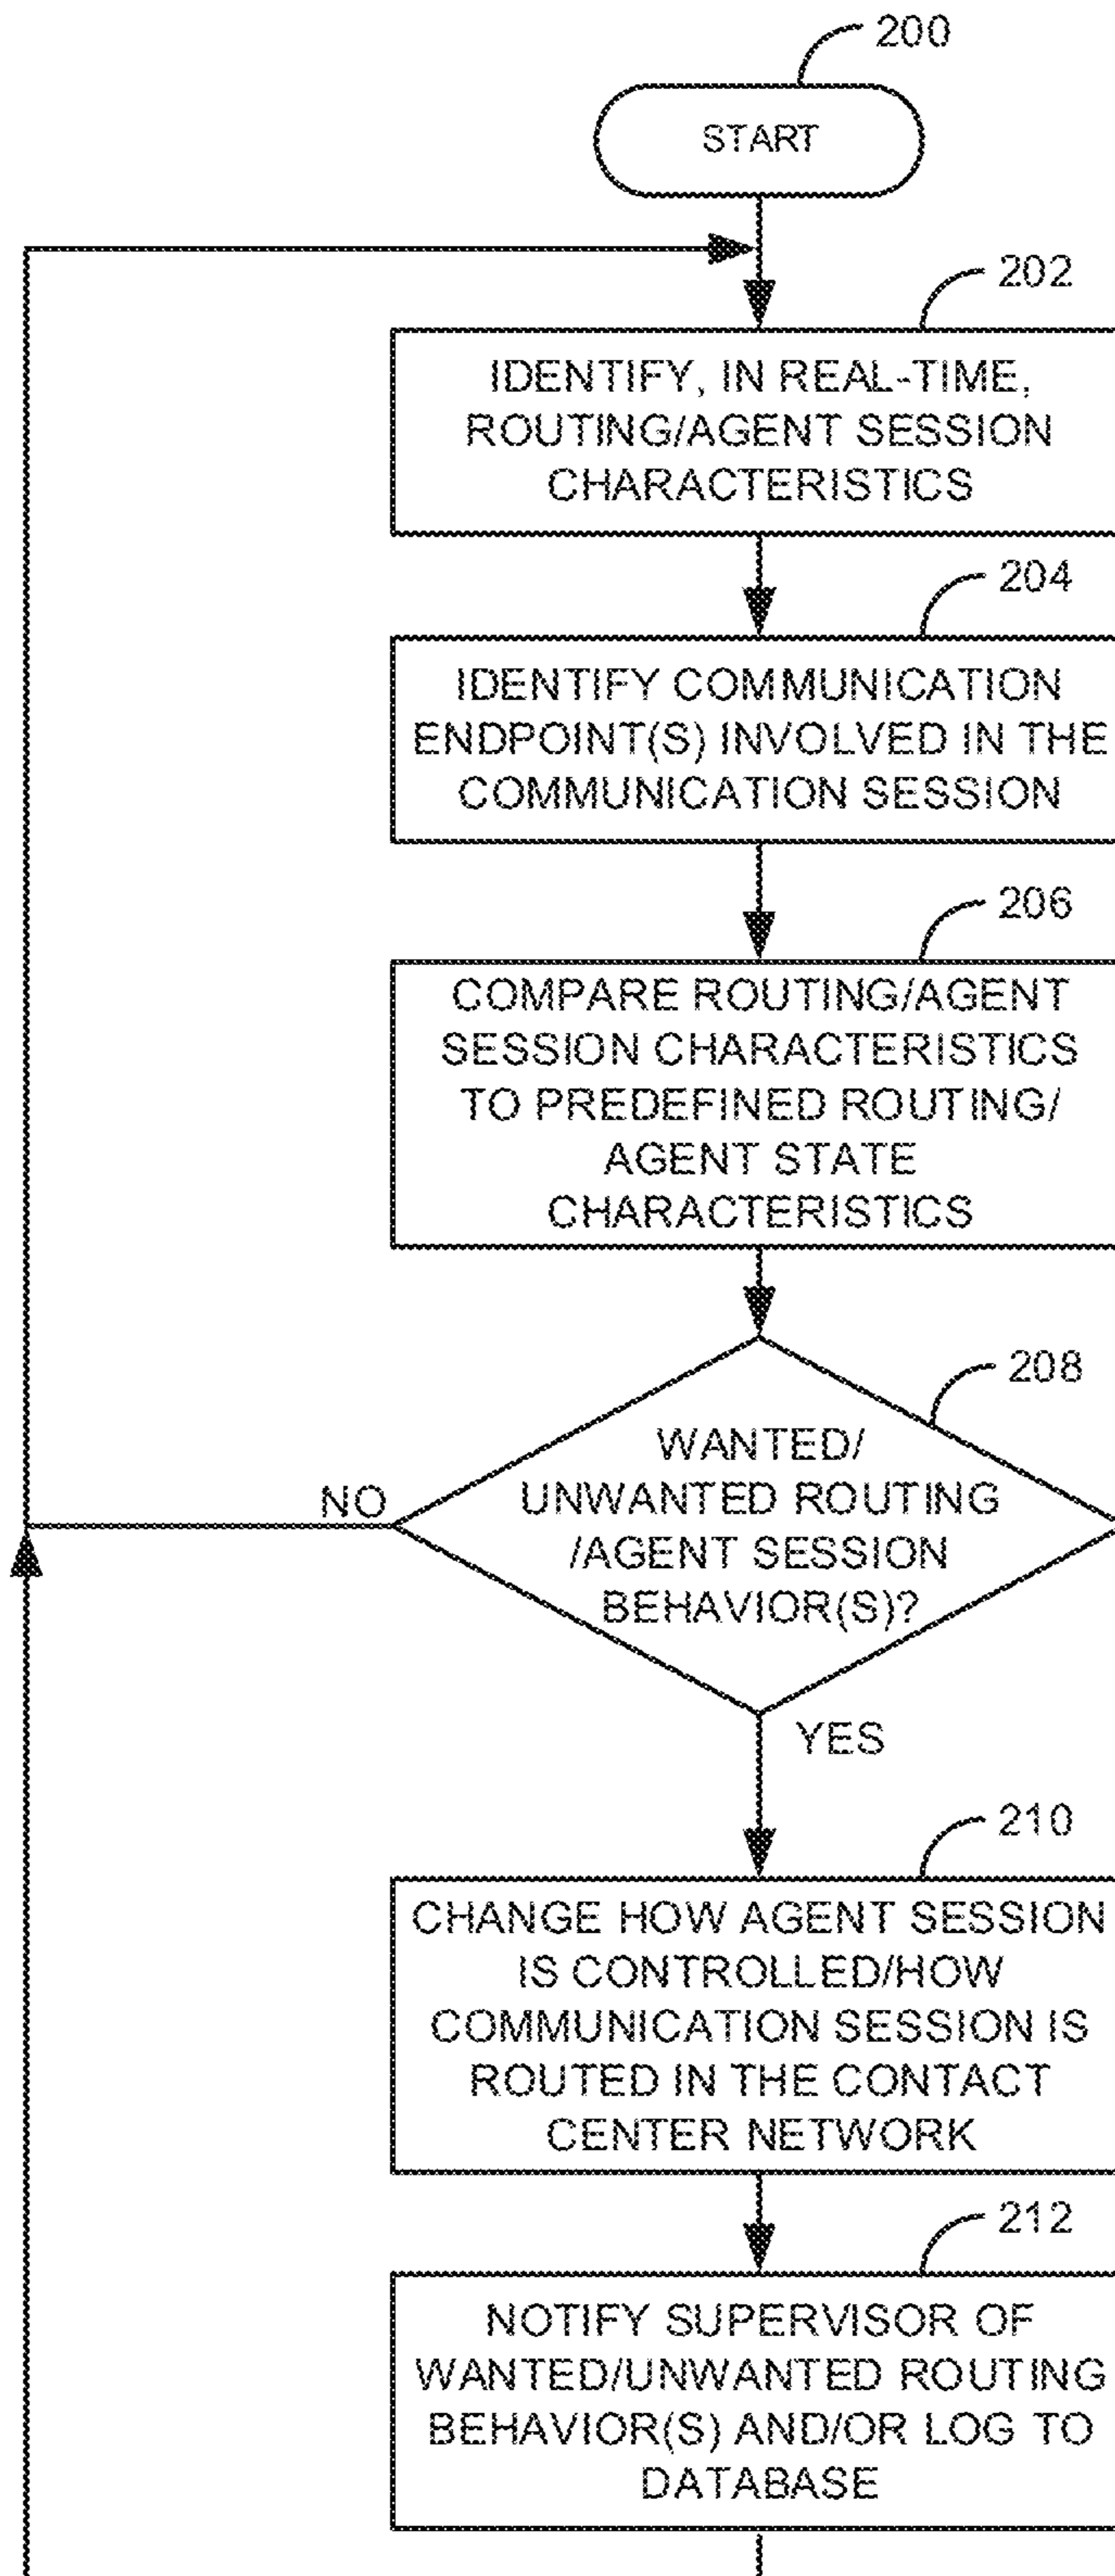 200
START
202
IDENTIFY, IN REAL-TIME,
ROUTING/AGENT SESSION
CHARACTERISTICS
204
IDENTIFY COMMUNICATION
ENDPOINT(S) INVOLVED IN THE
COMMUNICATION SESSION
206
COMPARE ROUTING/AGENT
SESSION CHARACTERISTICS
TO PREDEFINED ROUTING/
AGENT STATE
CHARACTERISTICS
208
WANTED/
UNWANTED ROUTING
/AGENT SESSION
BEHAVIOR(S)?
NO
YES
210
CHANGE HOW AGENT SESSION
IS CONTROLLED/HOW
COMMUNICATION SESSION IS
ROUTED IN THE CONTACT
CENTER NETWORK
212
NOTIFY SUPERVISOR OF
WANTED/UNWANTED ROUTING
BEHAVIOR(S) AND/OR LOG TO
DATABASE